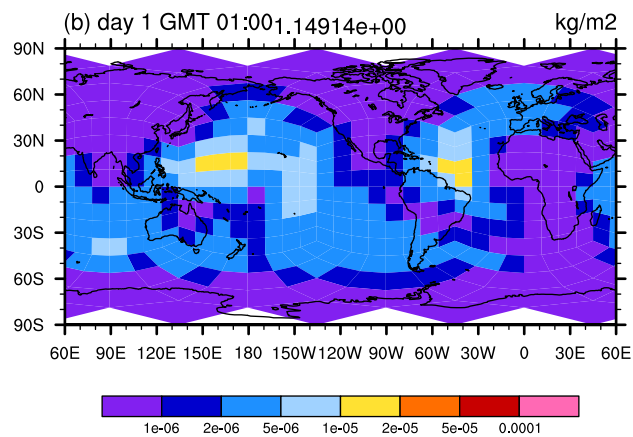 (b) day 1 GMT 01:00 1.14914e+00 kg/m2
90N
60N
30N
0
30S
60S
90S
60E 90E 120E 150E 180 150W 120W 90W 60W 30W 0 30E 60E
1e-06 2e-06 5e-06 1e-05 2e-05 5e-05 0.0001